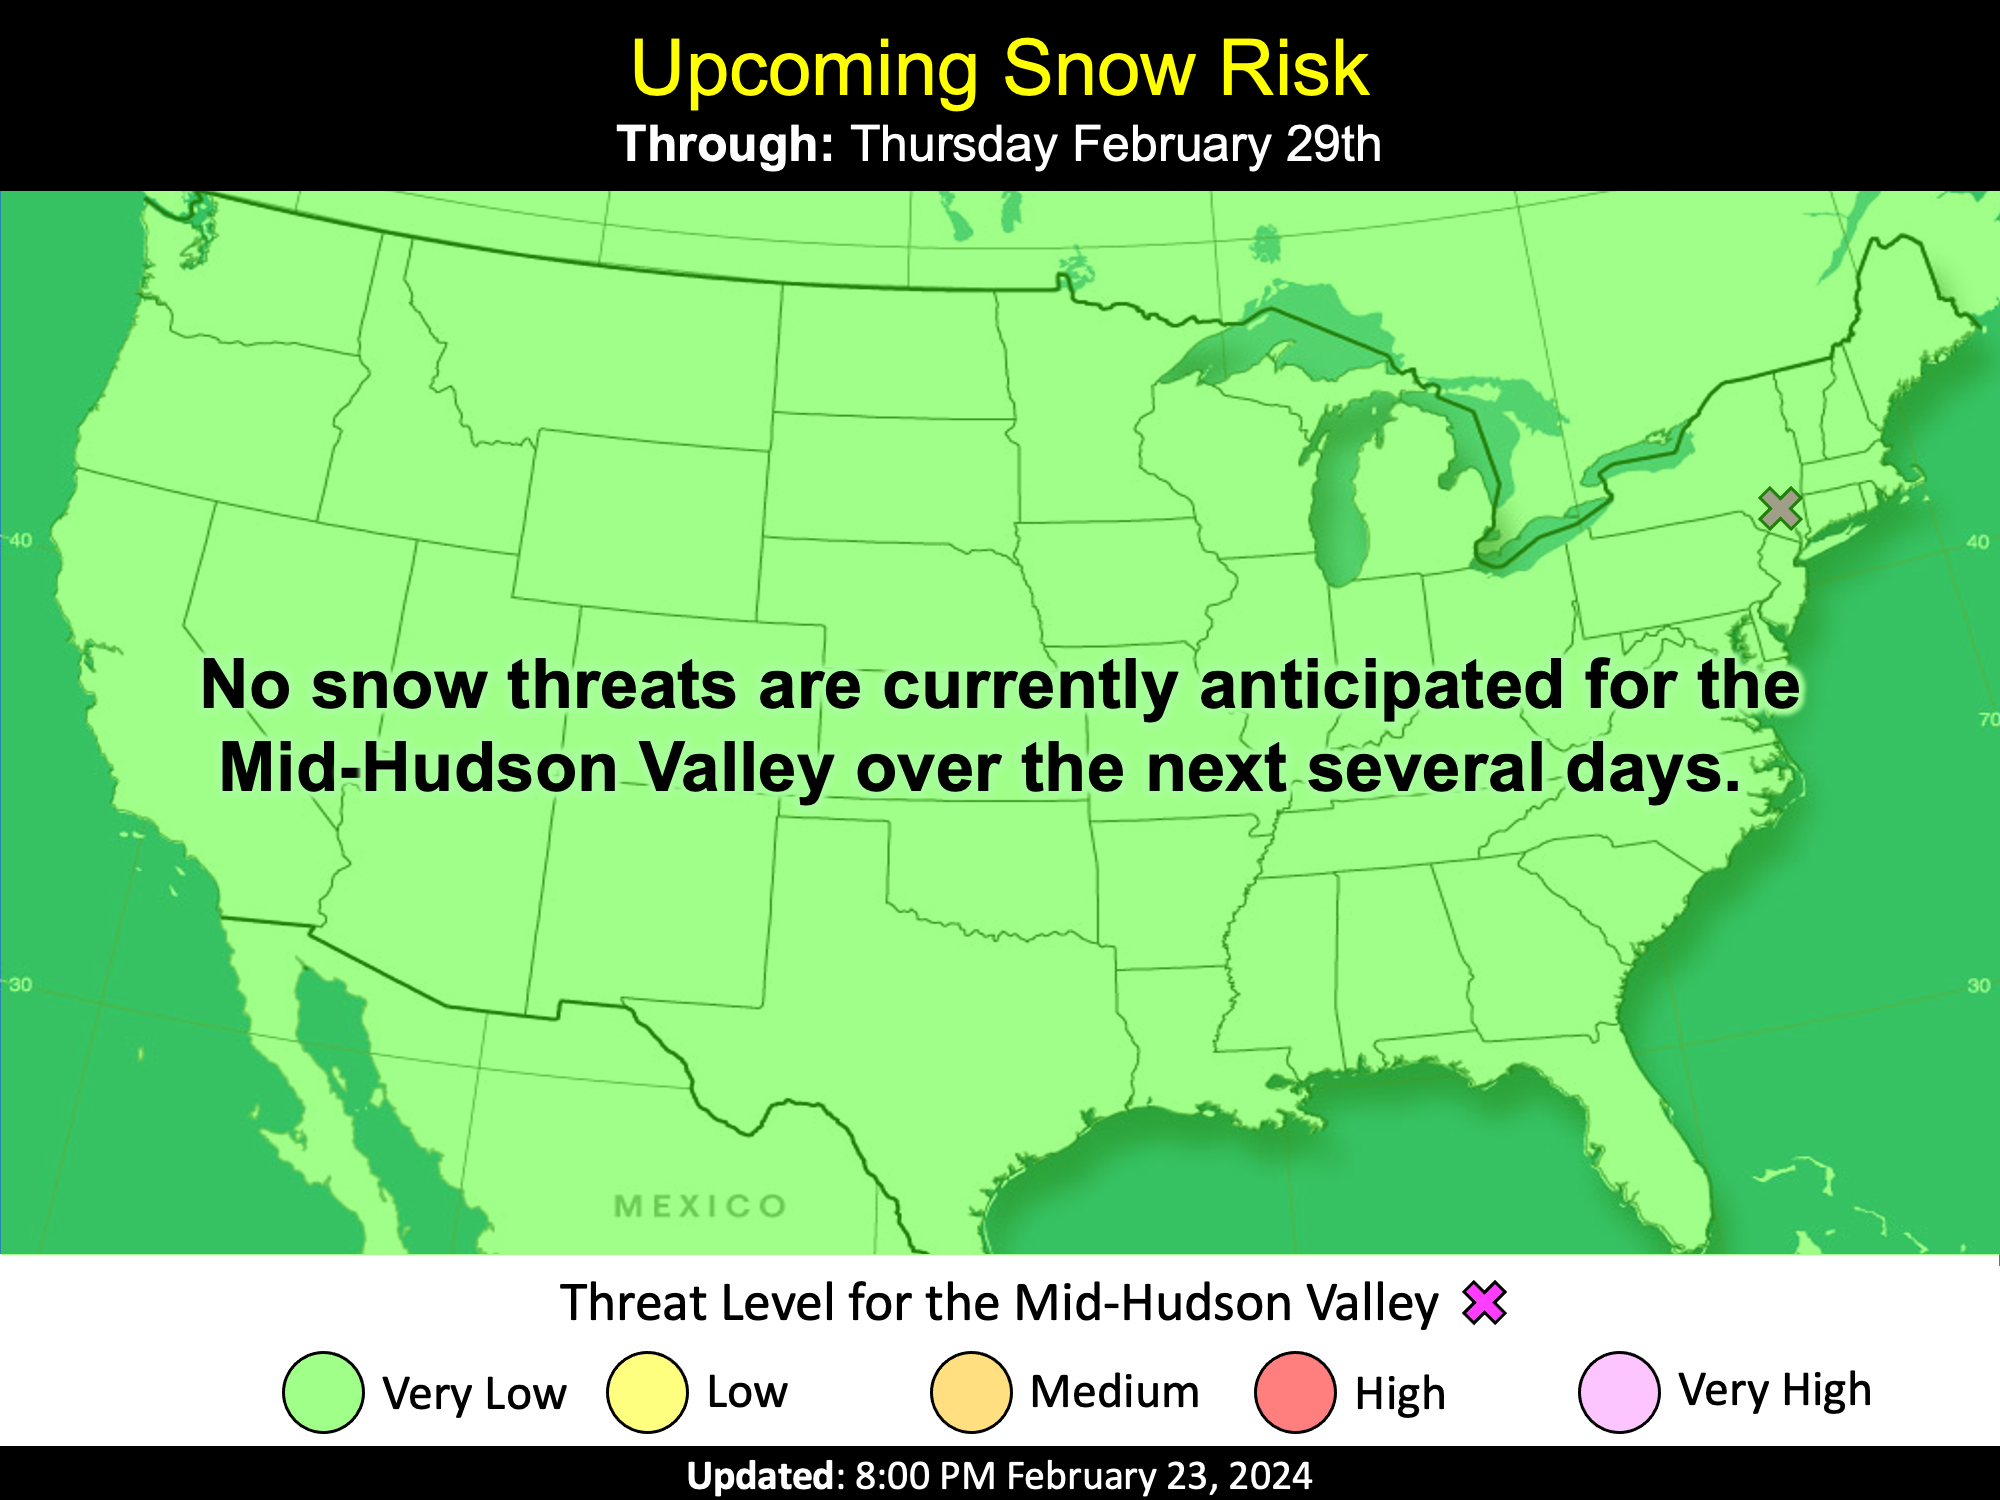 Upcoming Snow Risk
Through: Thursday February 29th
40
40
70
No snow threats are currently anticipated for the
Mid-Hudson Valley over the next several days.
30
30
MEXICO
Threat Level for the Mid-Hudson Valley
Very Low
Low
Medium
High
Very High
Updated: 8:00 PM February 23, 2024